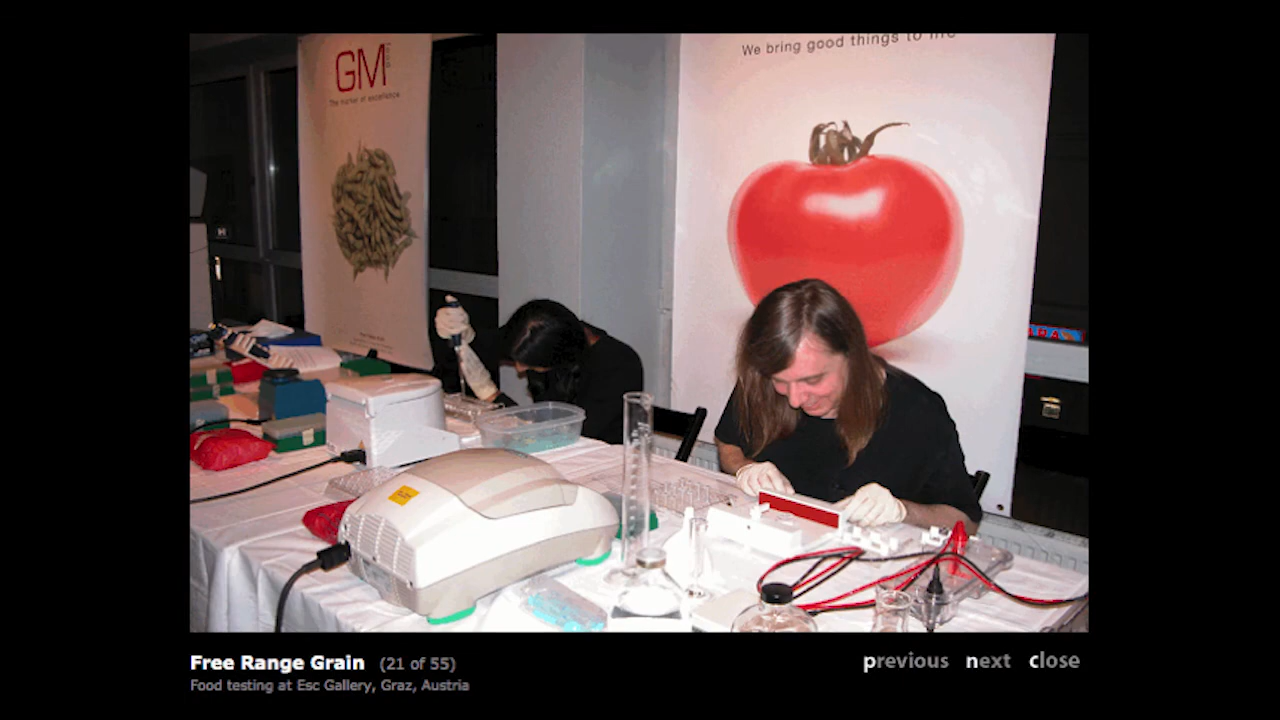 GM
The market of excellence.
We bring good things to life
Free Range Grain (21 of 55)
previous next close
Food testing at Esc Gallery, Graz, Austria